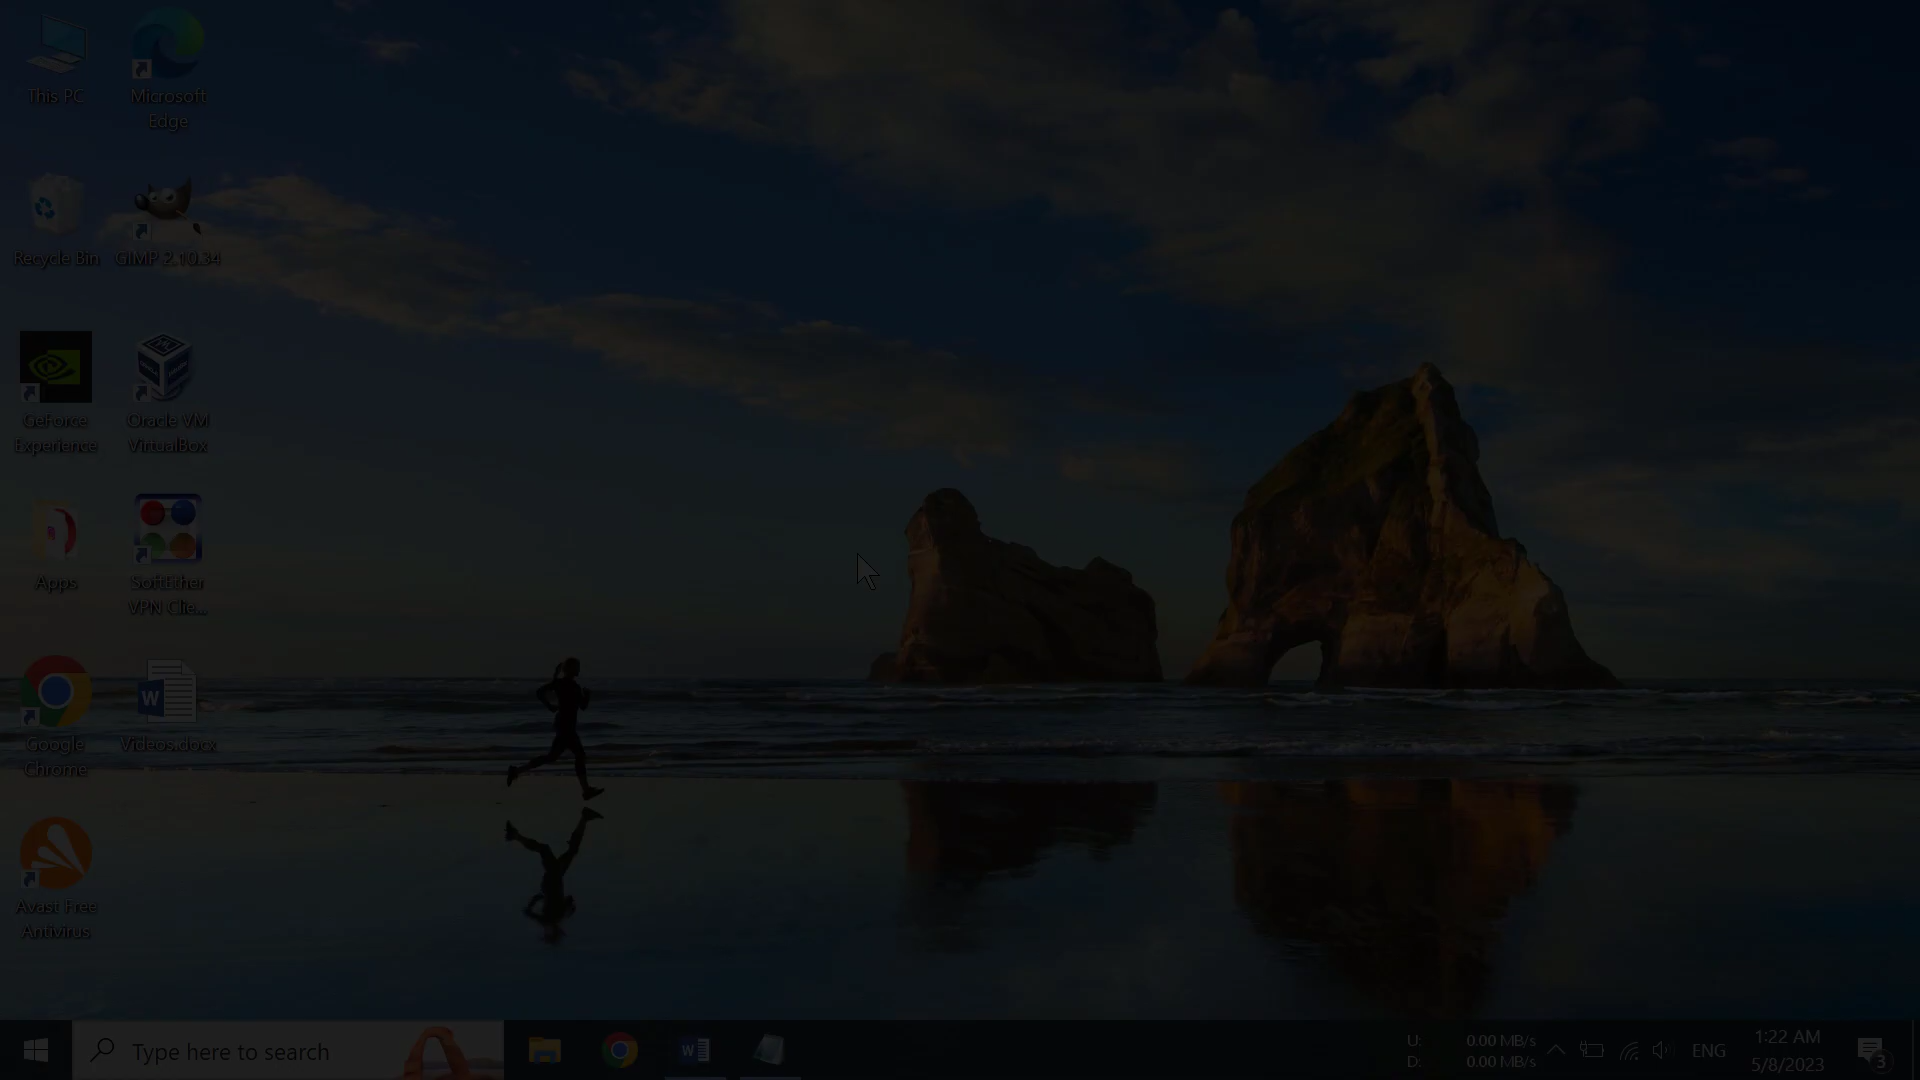 This PC
Microsoft
Edge
Recycle Bin
GIMP 2.10.34
GeForce
Experience
Oracle VM
VirtualBox
Apps
SoftEther
VPN Clie...
Google
Chrome
W
Videos.docx
Avast Free
Antivirus
Type here to search
W
U: 0.00 MB/s
D: 0.00 MB/s
ENG
1:22 AM
5/8/2023
3